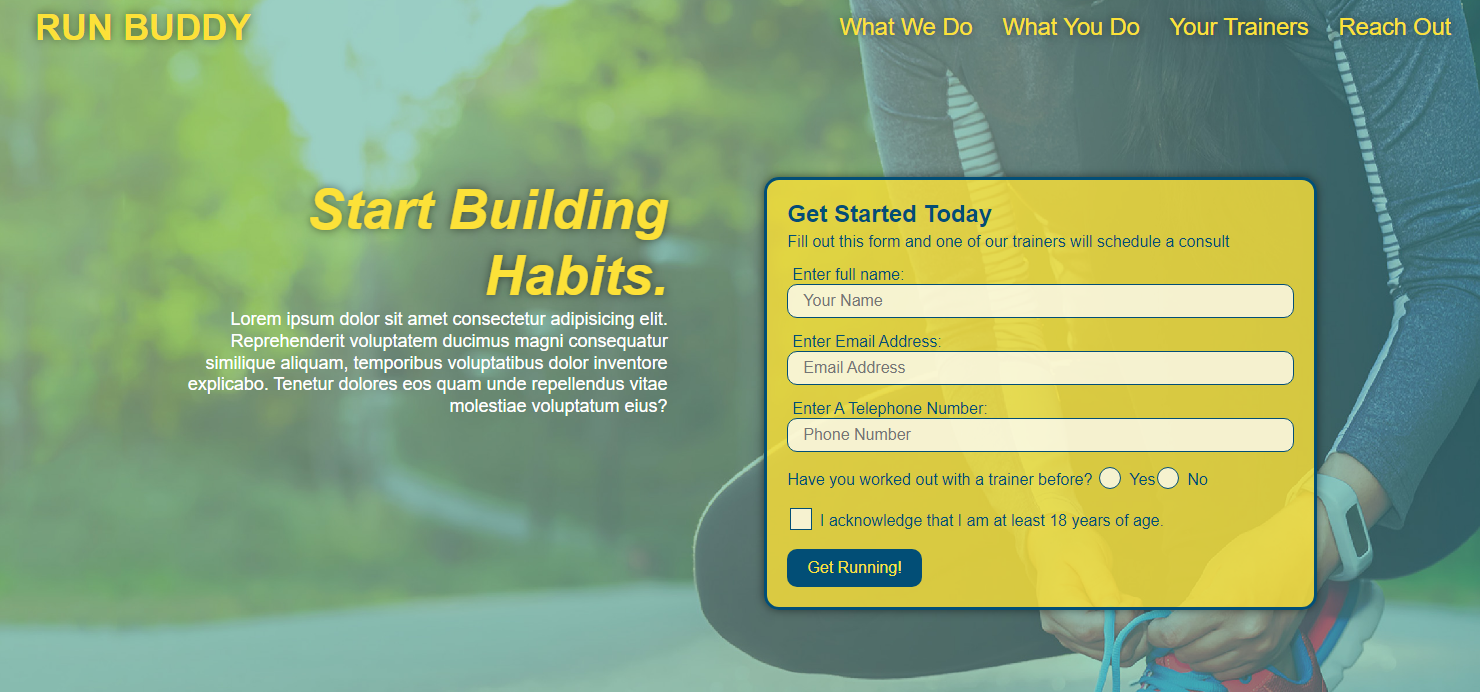 RUN BUDDY
What We Do
What You Do
Your Trainers
Reach Out
Start Building
Habits.
Lorem ipsum dolor sit amet consectetur adipisicing elit.
Reprehenderit voluptatem ducimus magni consequatur
similique aliquam, temporibus voluptatibus dolor inventore
explicabo. Tenetur dolores eos quam unde repellendus vitae
molestiae voluptatum eius?
Get Started Today
Fill out this form and one of our trainers will schedule a consult
Enter full name:
Your Name
Enter Email Address:
Email Address
Enter A Telephone Number:
Phone Number
Have you worked out with a trainer before? Yes No
I acknowledge that I am at least 18 years of age.
Get Running!